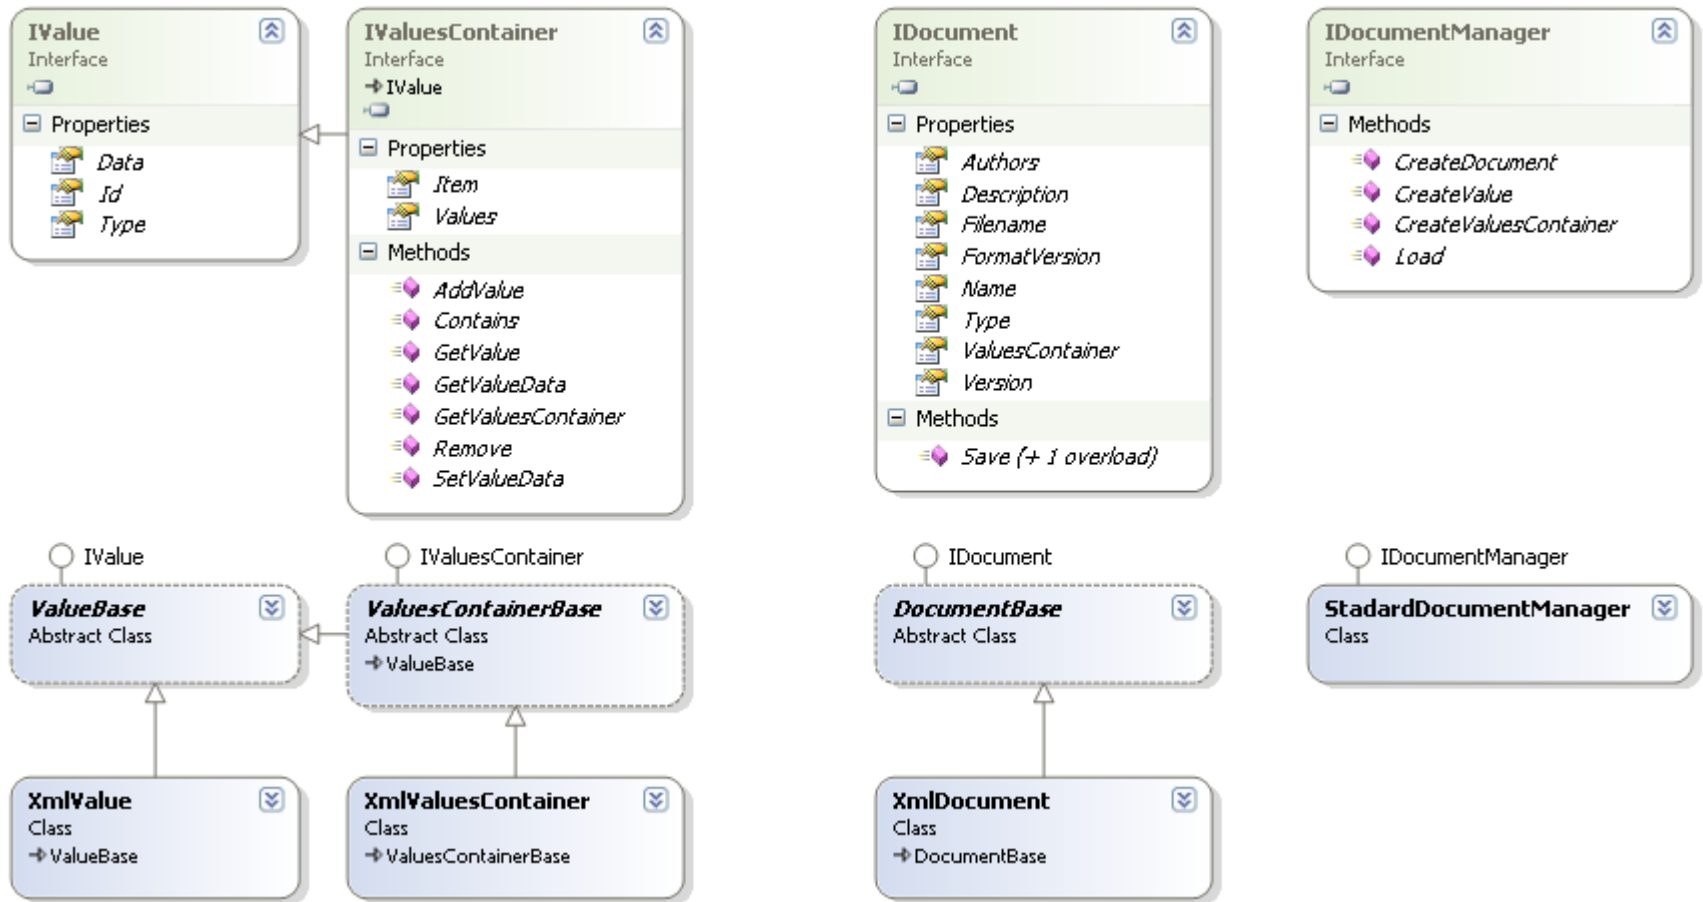 IValue
Interface
Properties
Data
Id
Type
IValuesContainer
Interface
IValue
Properties
Item
Values
Methods
AddValue
Contains
GetValue
GetValueData
GetValuesContainer
Remove
SetValueData
IDocument
Interface
Properties
Authors
Description
Filename
FormatVersion
Name
Type
ValuesContainer
Version
Methods
Save (+ 1 overload)
IDocumentManager
Interface
Methods
CreateDocument
CreateValue
CreateValuesContainer
Load
IValue
ValueBase
Abstract Class
IValuesContainer
ValuesContainerBase
Abstract Class
ValueBase
IDocument
DocumentBase
Abstract Class
IDocumentManager
StadardDocumentManager
Class
XmlValue
Class
ValueBase
XmlValuesContainer
Class
ValuesContainerBase
XmlDocument
Class
DocumentBase